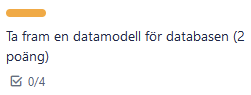 Ta fram en datamodell för databasen (2
poäng)
0/4